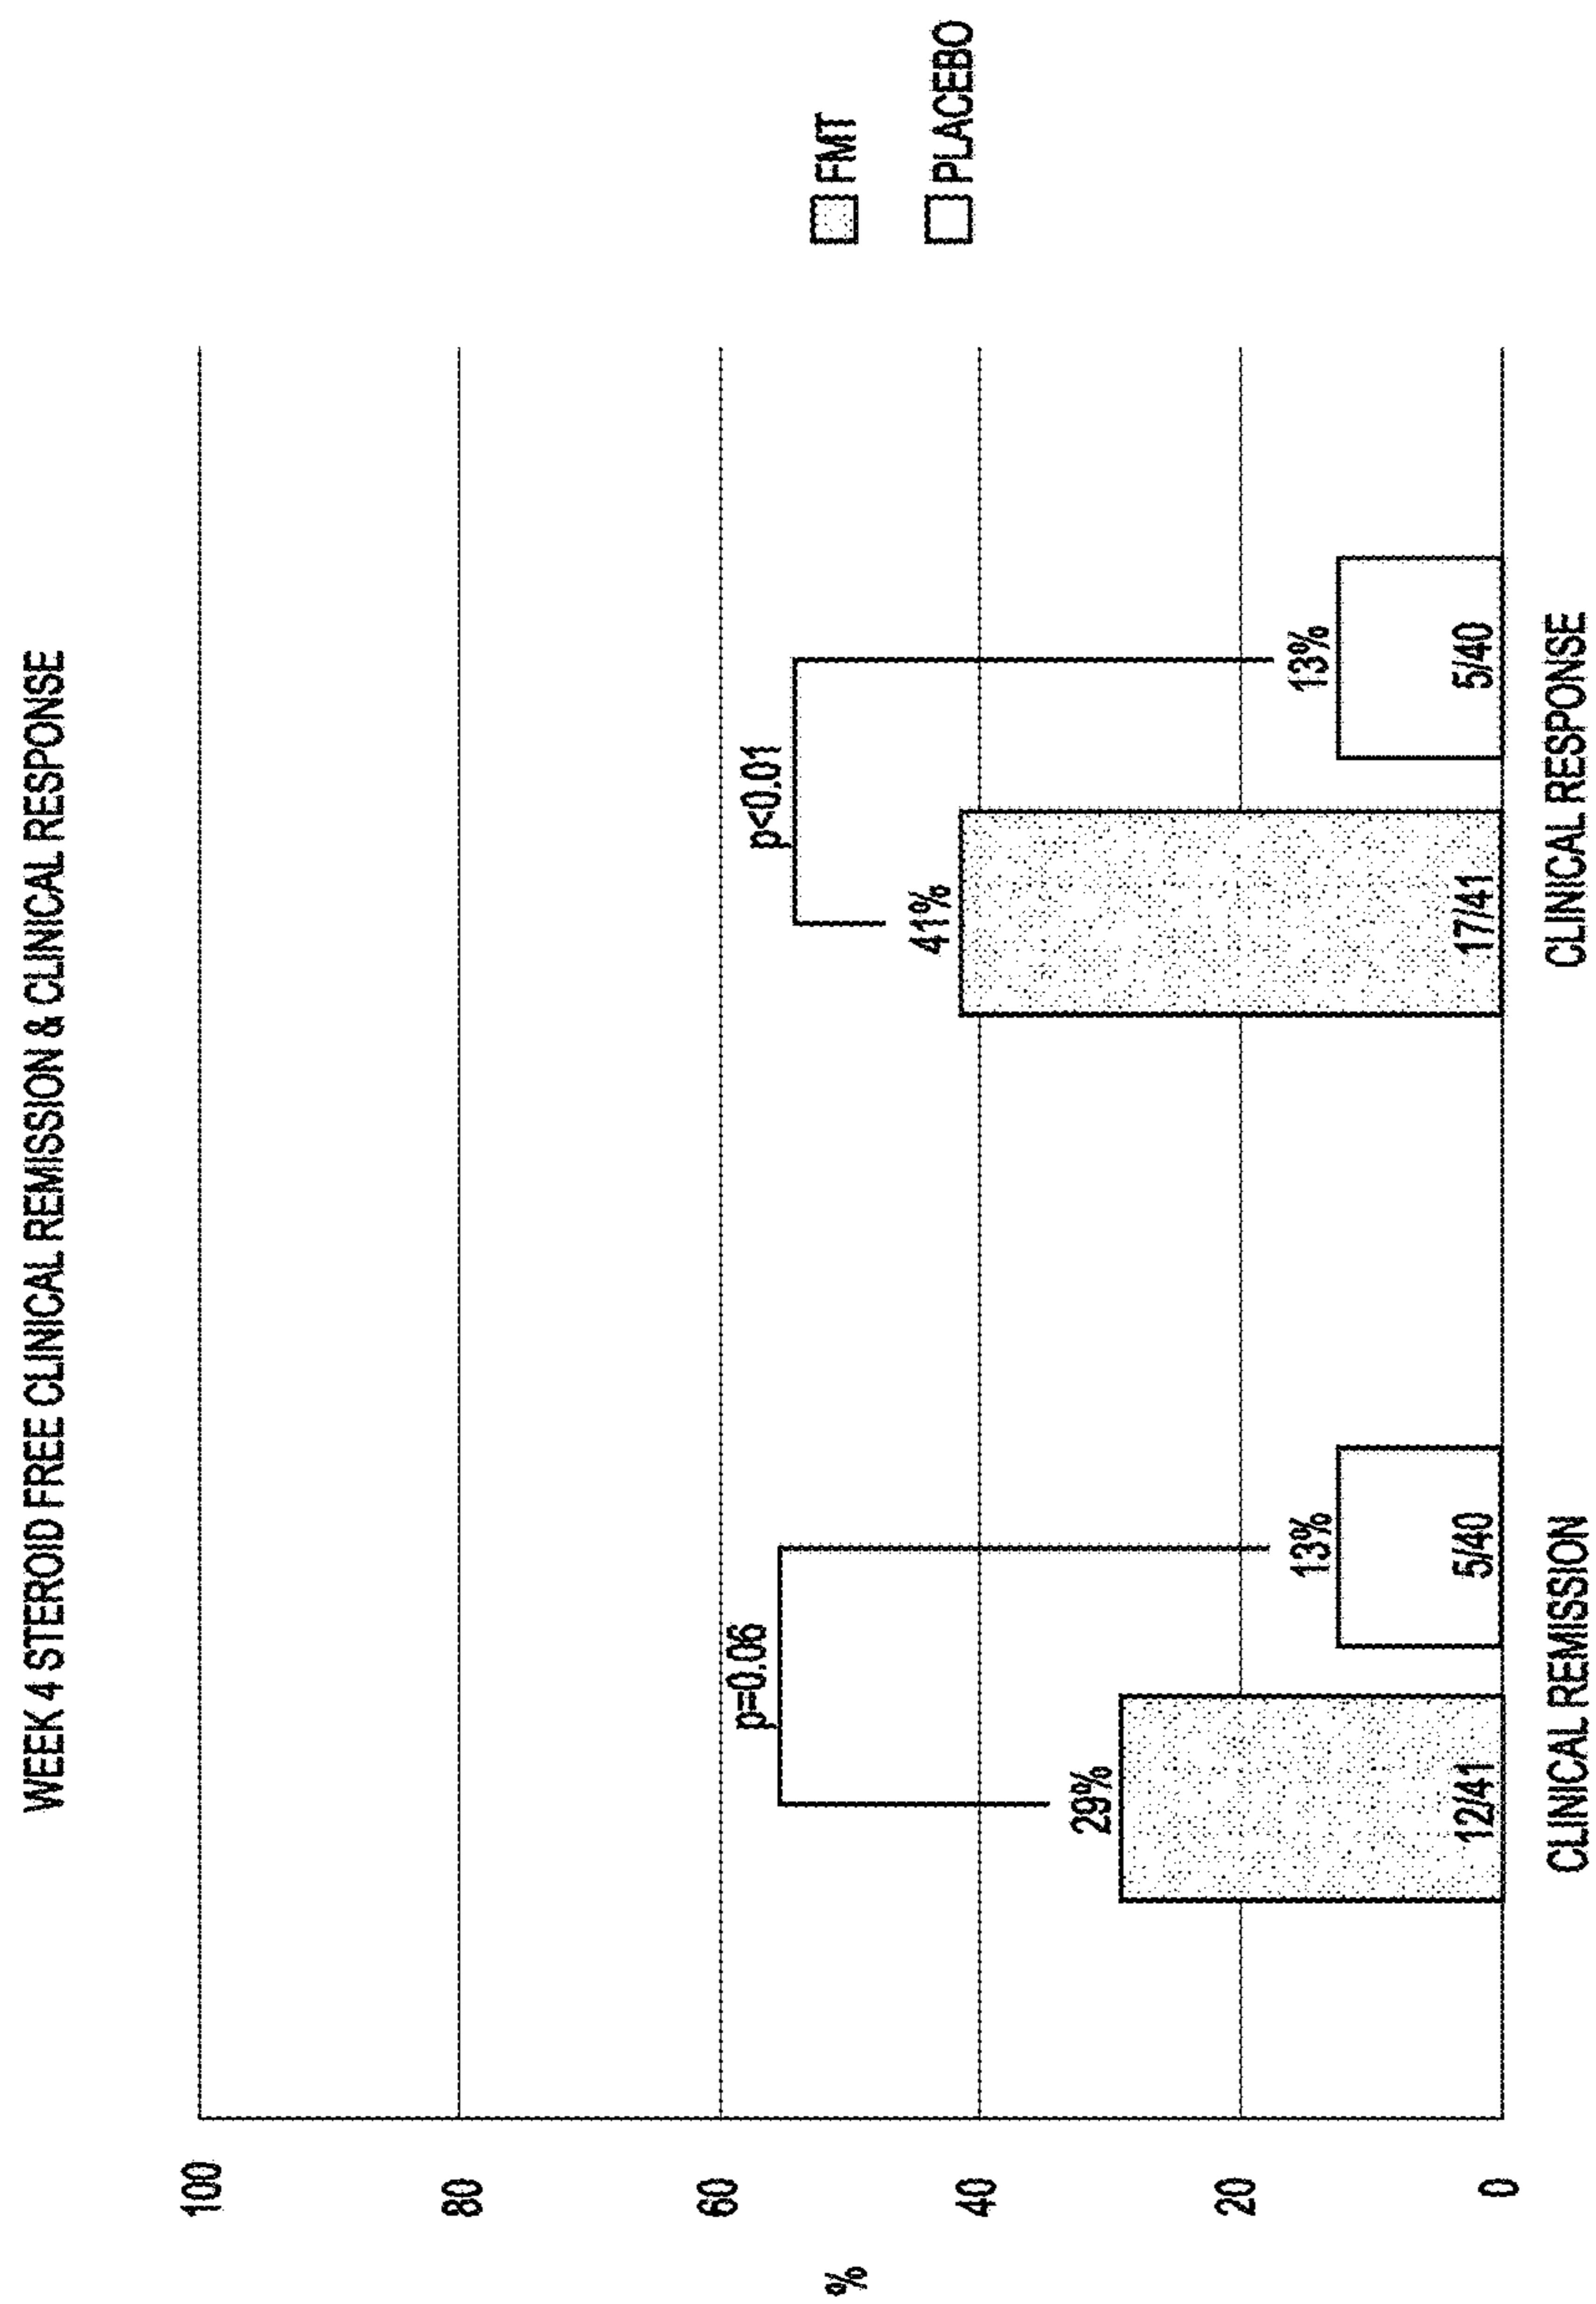 WEEK 4 STEROID FREE CLINICAL REMISSION & CLINICAL RESPONSE
%
100
80
60
40
20
0
p=0.06
29%
13%
12/41
5/40
CLINICAL REMISSION
p<0.01
41%
13%
17/41
5/40
CLINICAL RESPONSE
FMT
PLACEBO